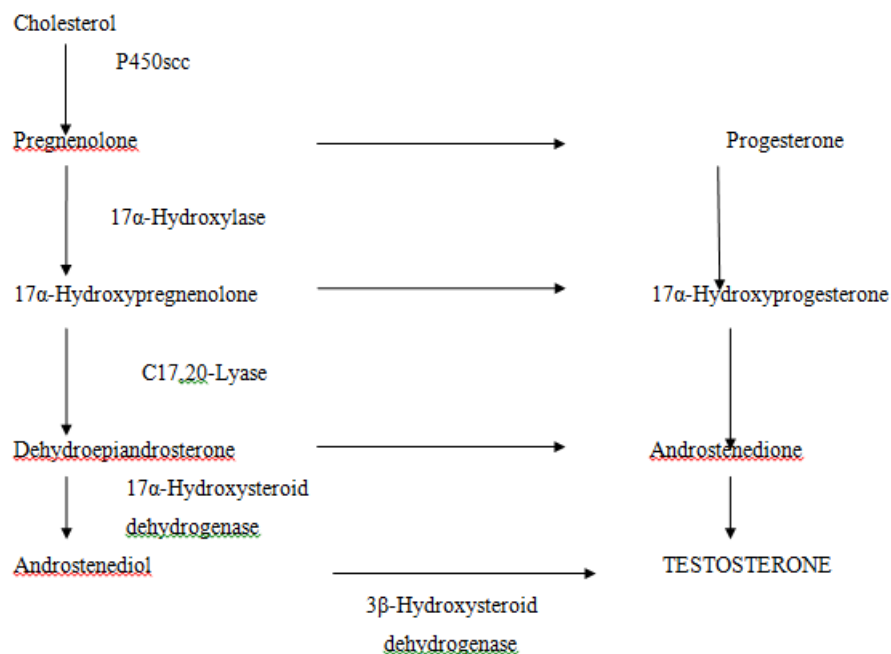 Cholesterol
P450scc
Pregnenolone
Progesterone
17α-Hydroxylase
17α-Hydroxypregnenolone
17α-Hydroxyprogesterone
C17,20-Lyase
Dehydroepiandrosterone
Androstenedione
17α-Hydroxysteroid
dehydrogenase
Androstenediol
TESTOSTERONE
3β-Hydroxysteroid
dehydrogenase